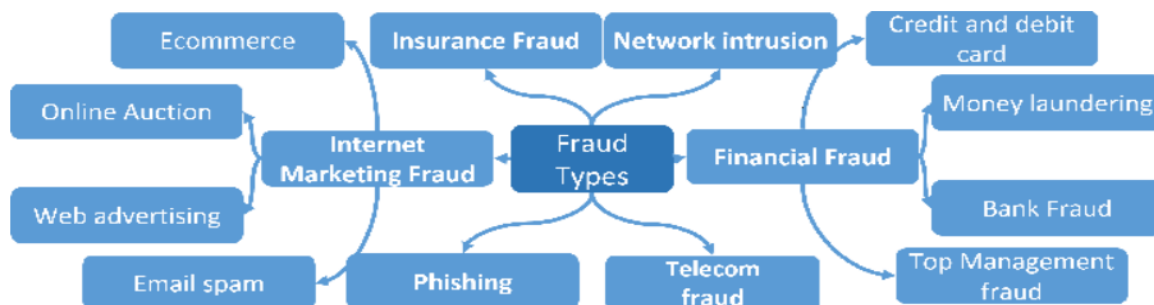 Ecommerce
Insurance Fraud
Network intrusion
Credit and debit
card
Online Auction
Money laundering
Internet
Marketing Fraud
Fraud
Types
Financial Fraud
Web advertising
Bank Fraud
Email spam
Phishing
Telecom
fraud
Top Management
fraud